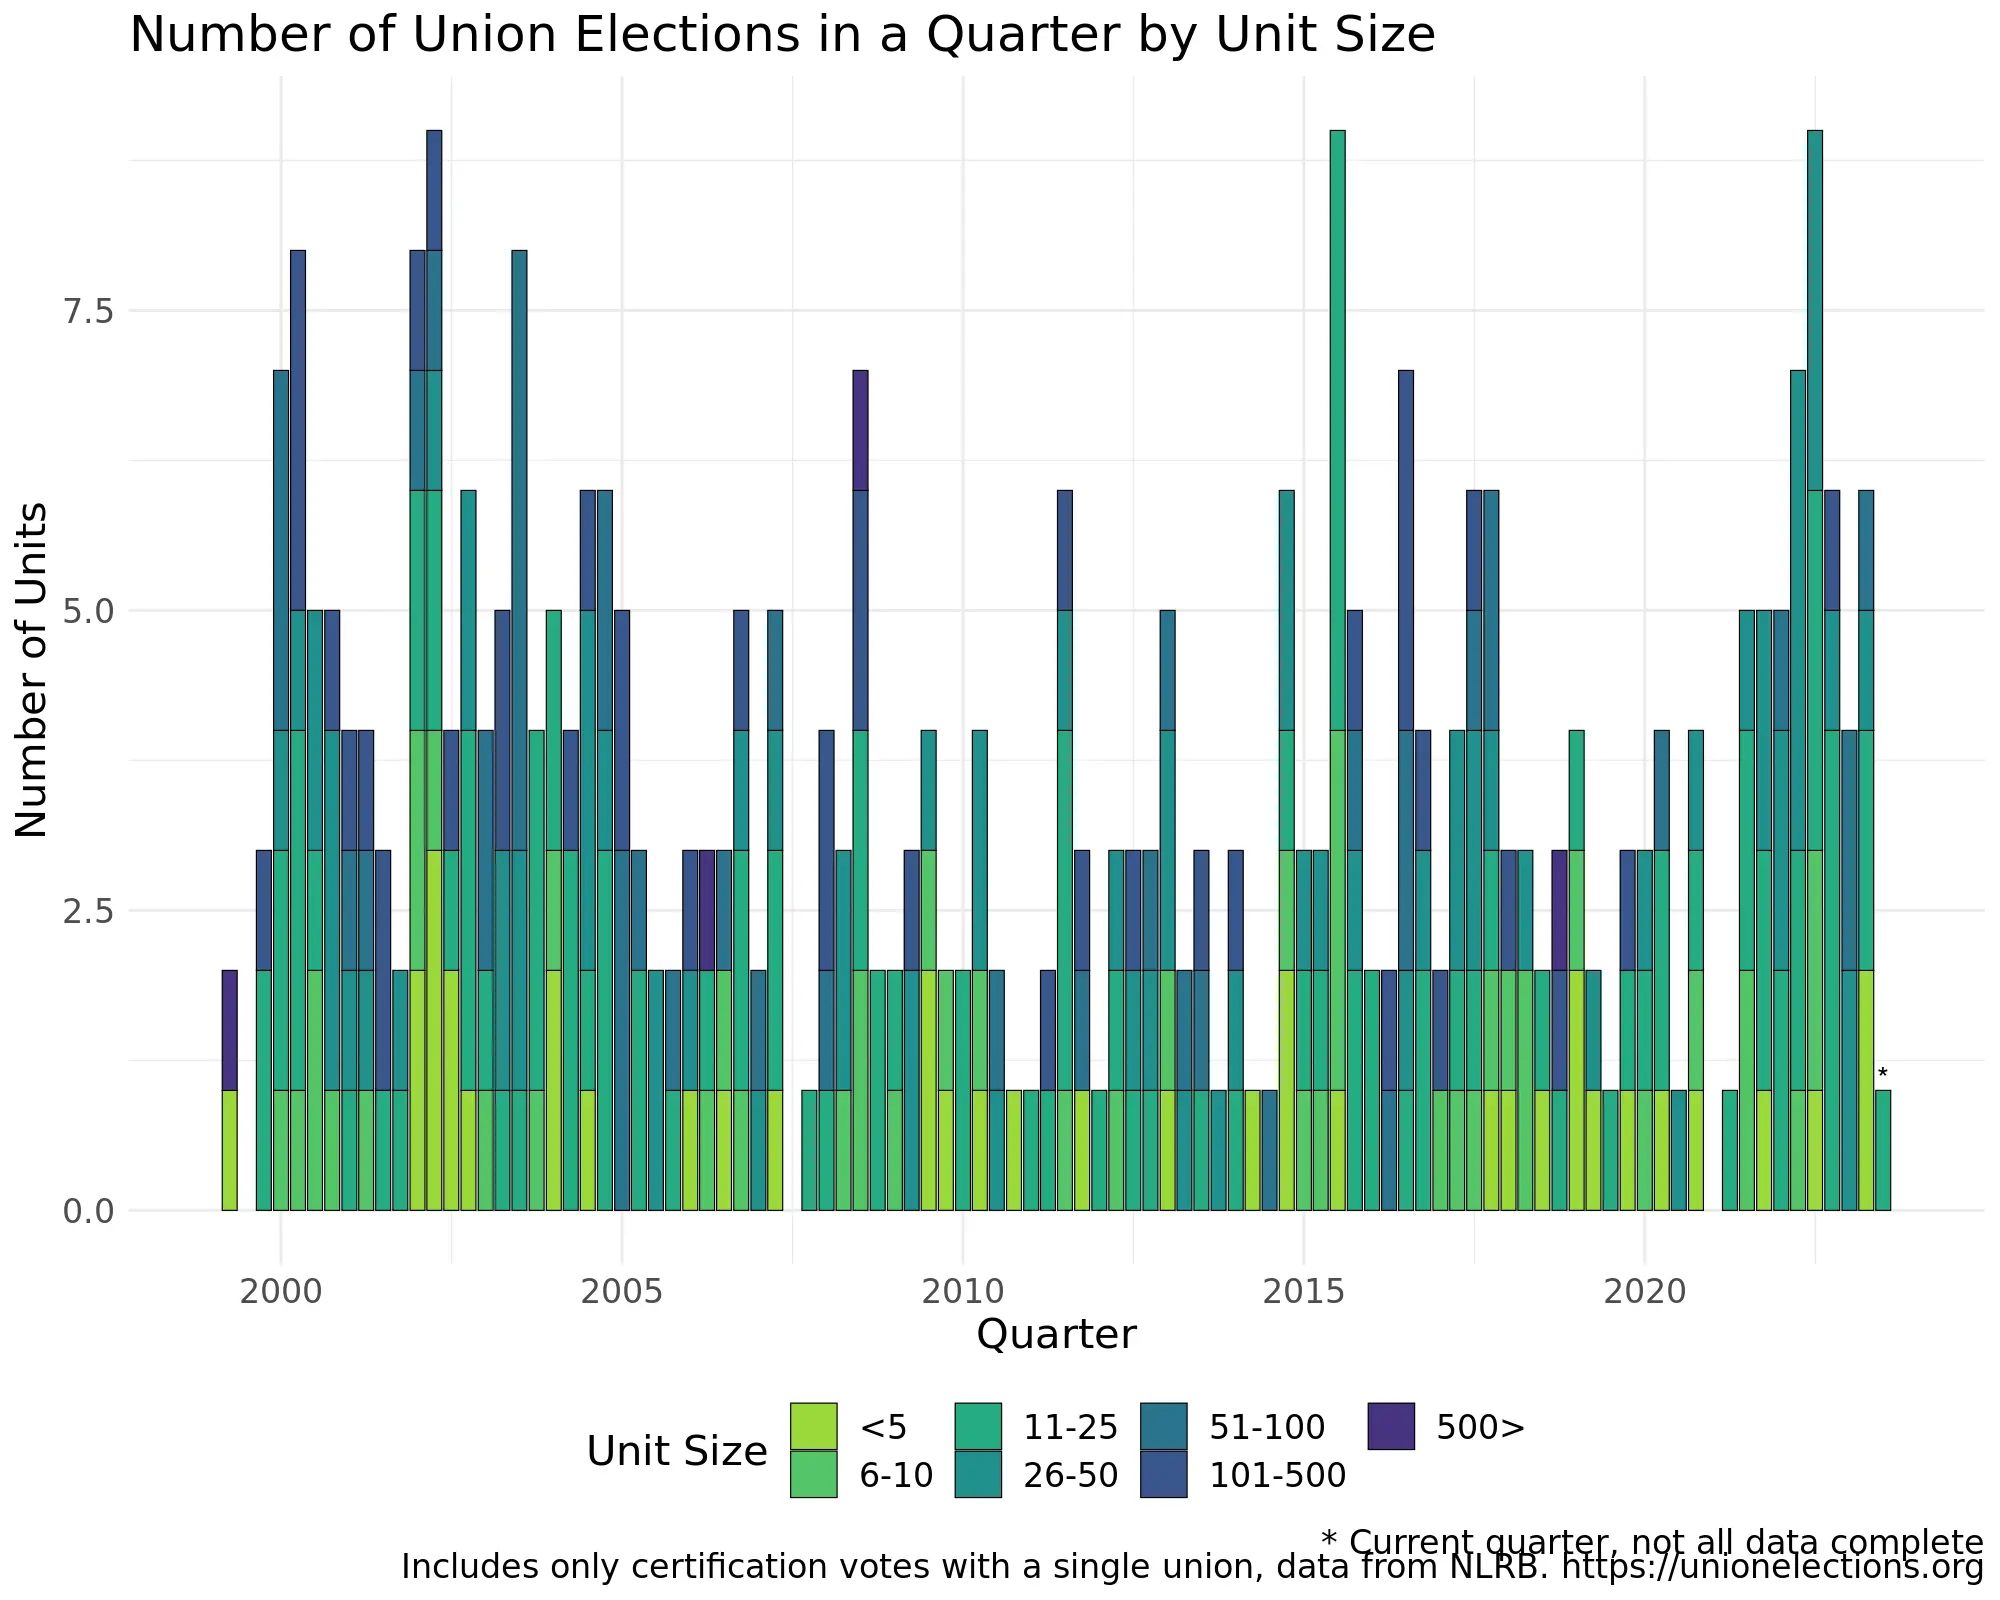 Number of Union Elections in a Quarter by Unit Size
Number of Units
7.5
5.0
2.5
0.0
*
2000 2005 2010 2015 2020
Quarter
Unit Size
<5 11-25 51-100 500>
6-10 26-50 101-500
* Current quarter, not all data complete
Includes only certification votes with a single union, data from NLRB. https://unionelections.org